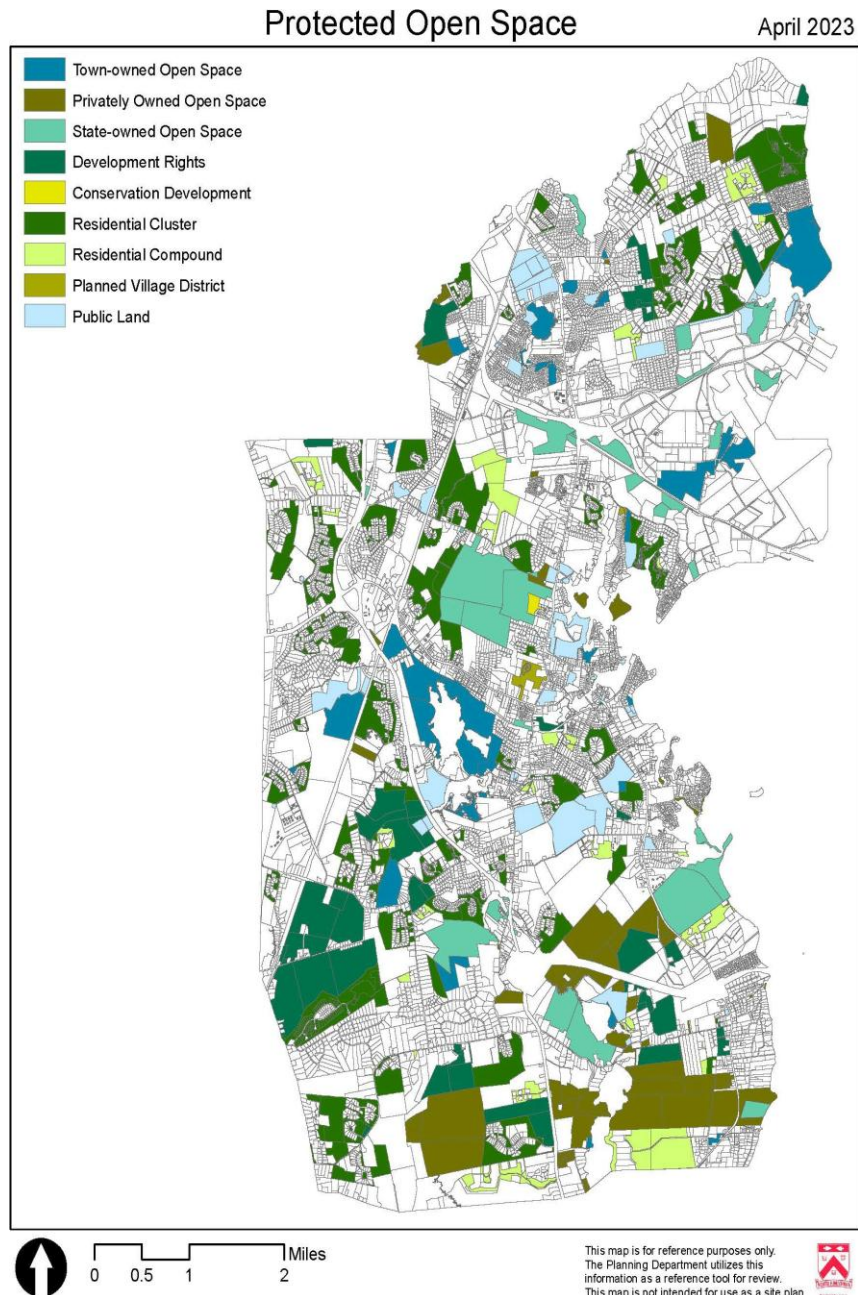 Protected Open Space
April 2023
Town-owned Open Space
Privately Owned Open Space
State-owned Open Space
Development Rights
Conservation Development
Residential Cluster
Residential Compound
Planned Village District
Public Land
Miles
0 0.5 1 2
This map is for reference purposes only.
The Planning Department utilizes this
information as a reference tool for review.
This map is not intended for use as a site plan